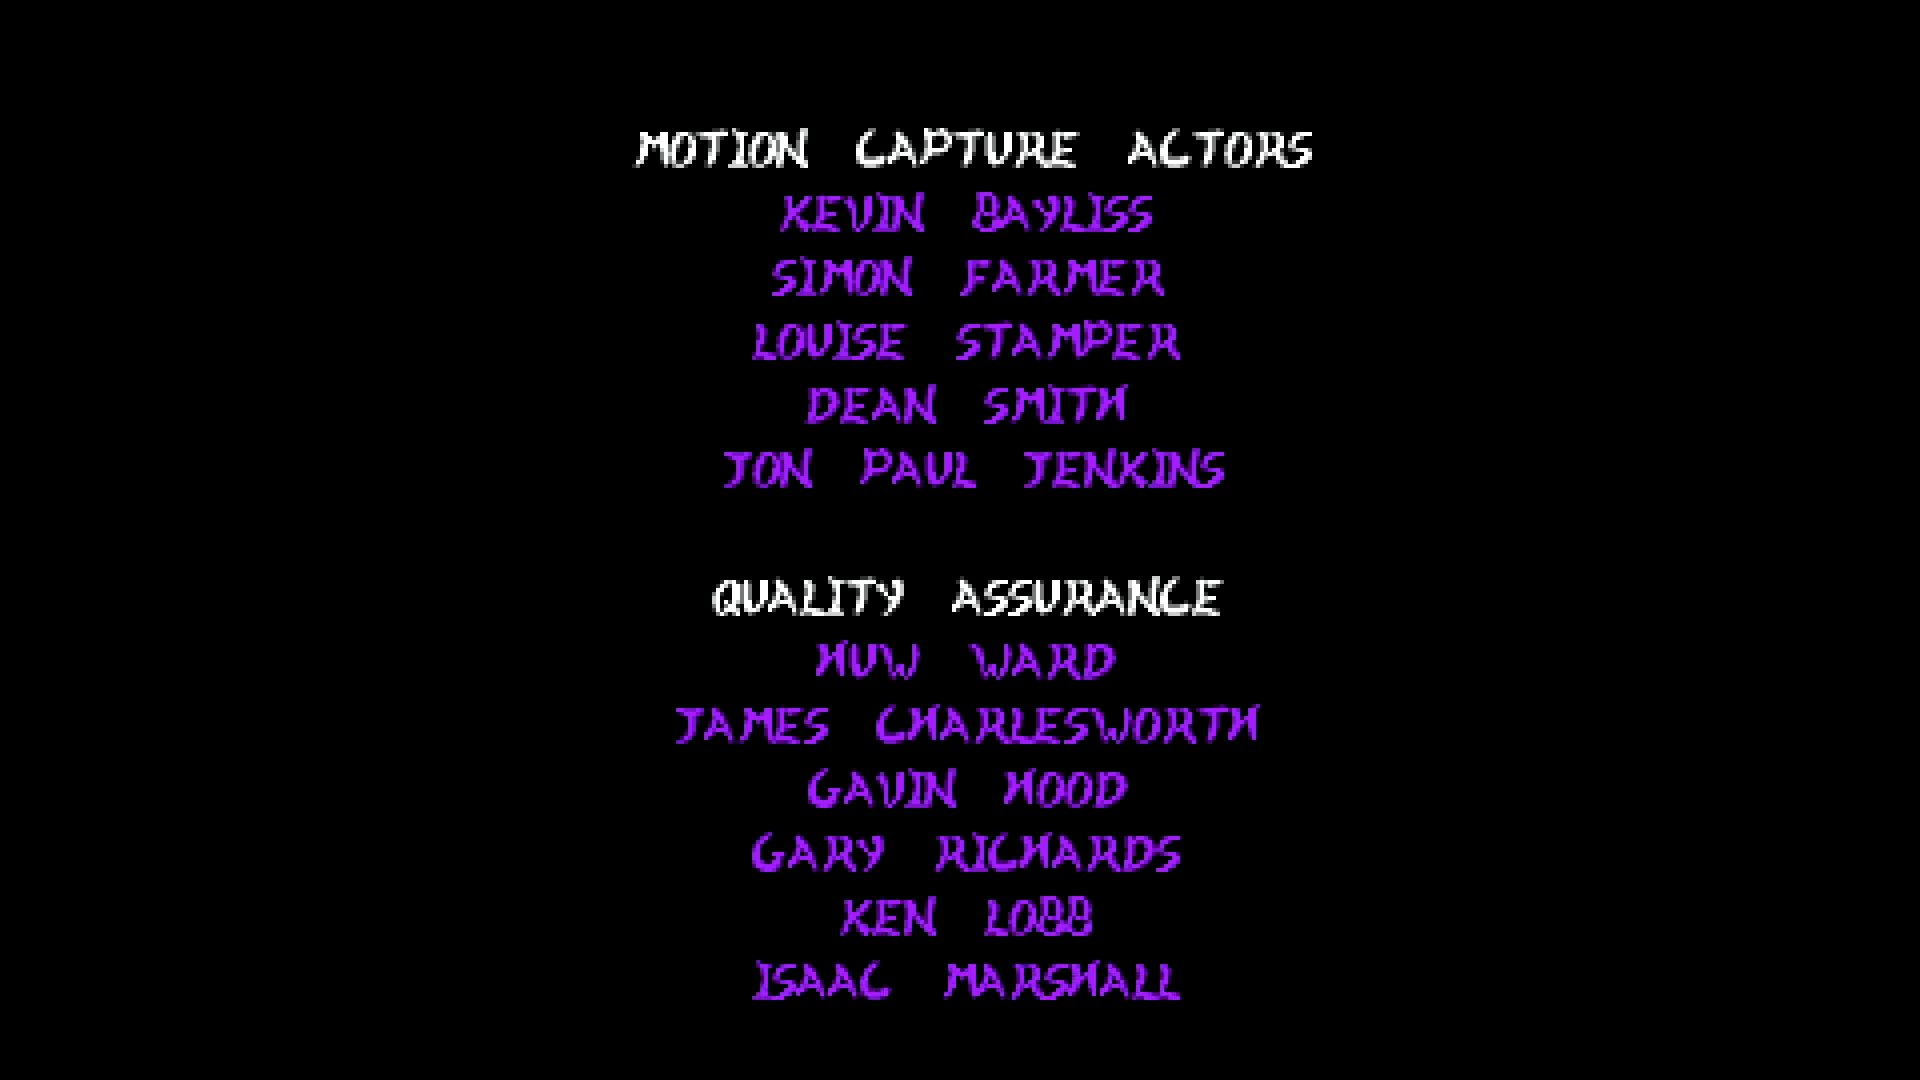 MOTION CAPTURE ACTORS
KEVIN BAYLISS
SIMON FARMER
LOUISE STAMPER
DEAN SMITH
JON PAUL JENKINS
QUALITY ASSURANCE
HUW WARD
JAMES CHARLESWORTH
GAVIN HOOD
GARY RICHARDS
KEN LOBB
ISAAC MARSHALL